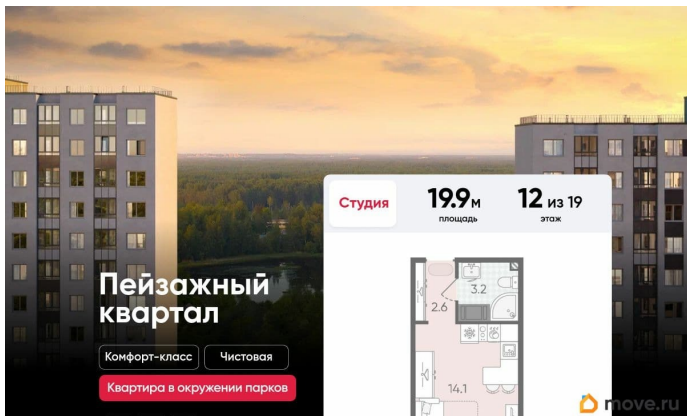 Студия
19.9 м
площадь
12 из 19
этаж
Пейзажный
квартал
Комфорт-класс
Чистовая
Квартира в окружении парков
3.2
2.6
14.1
move.ru